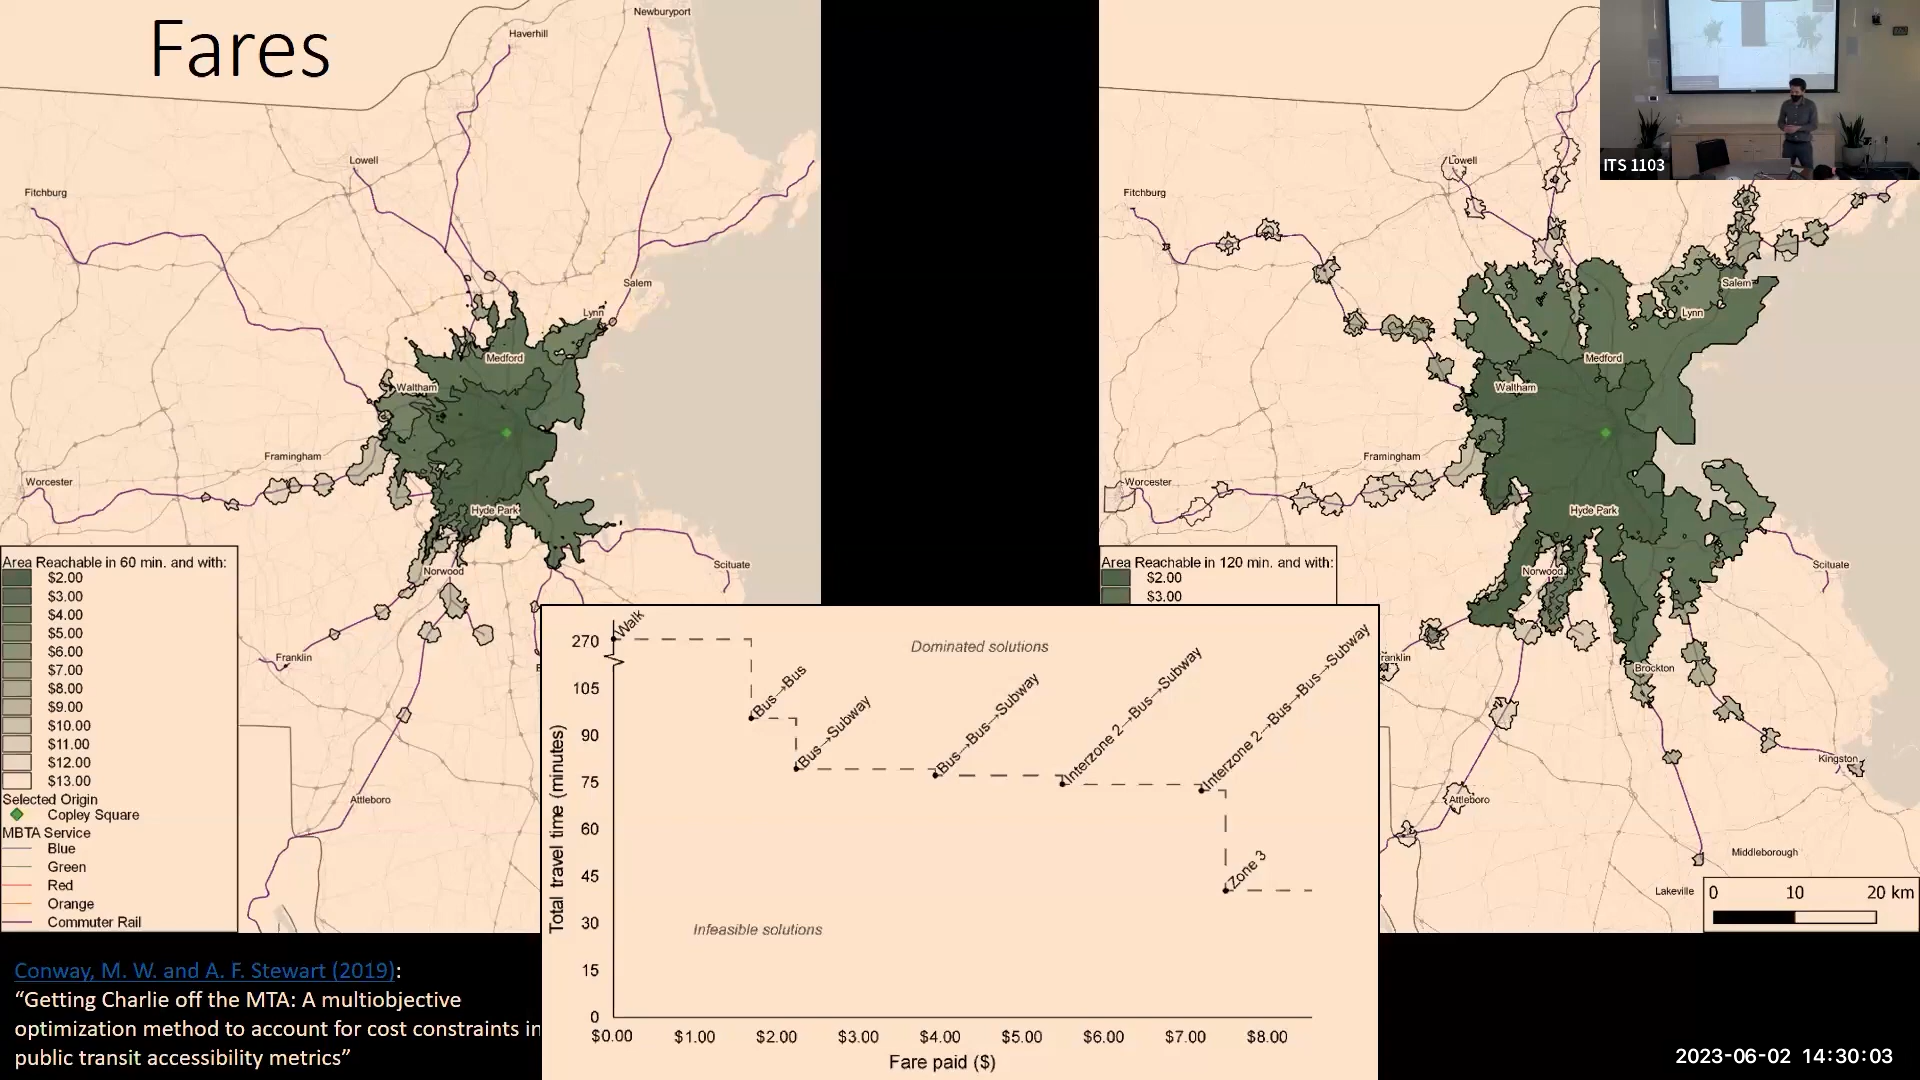 Fares
Newburyport
Haverhill
Lowell
Fitchburg
Salem
Lynn
Medford
Waltham
Framingham
Worcester
Hyde Park
Norwood
Scituate
Franklin
Attleboro
Area Reachable in 60 min. and with:
$2.00
$3.00
$4.00
$5.00
$6.00
$7.00
$8.00
$9.00
$10.00
$11.00
$12.00
$13.00
Selected Origin
Copley Square
MBTA Service
Blue
Green
Red
Orange
Commuter Rail
Conway, M. W. and A. F. Stewart (2019):
“Getting Charlie off the MTA: A multiobjective
optimization method to account for cost constraints in
public transit accessibility metrics”
Total travel time (minutes)
270
105
90
75
60
45
30
15
0
$0.00 $1.00 $2.00 $3.00 $4.00 $5.00 $6.00 $7.00 $8.00
Fare paid ($)
Walk
Bus→Bus
Bus→Subway
Bus→Bus→Subway
Interzone 2→Bus→Subway
Interzone 2→Bus→Bus→Subway
Zone 3
Dominated solutions
Infeasible solutions
ITS 1103
Lowell
Fitchburg
Salem
Lynn
Medford
Waltham
Framingham
Worcester
Hyde Park
Norwood
Scituate
Area Reachable in 120 min. and with:
$2.00
$3.00
ranklin
Brockton
Kingston
Attleboro
Middleborough
Lakeville
0 10 20 km
2023-06-02 14:30:03